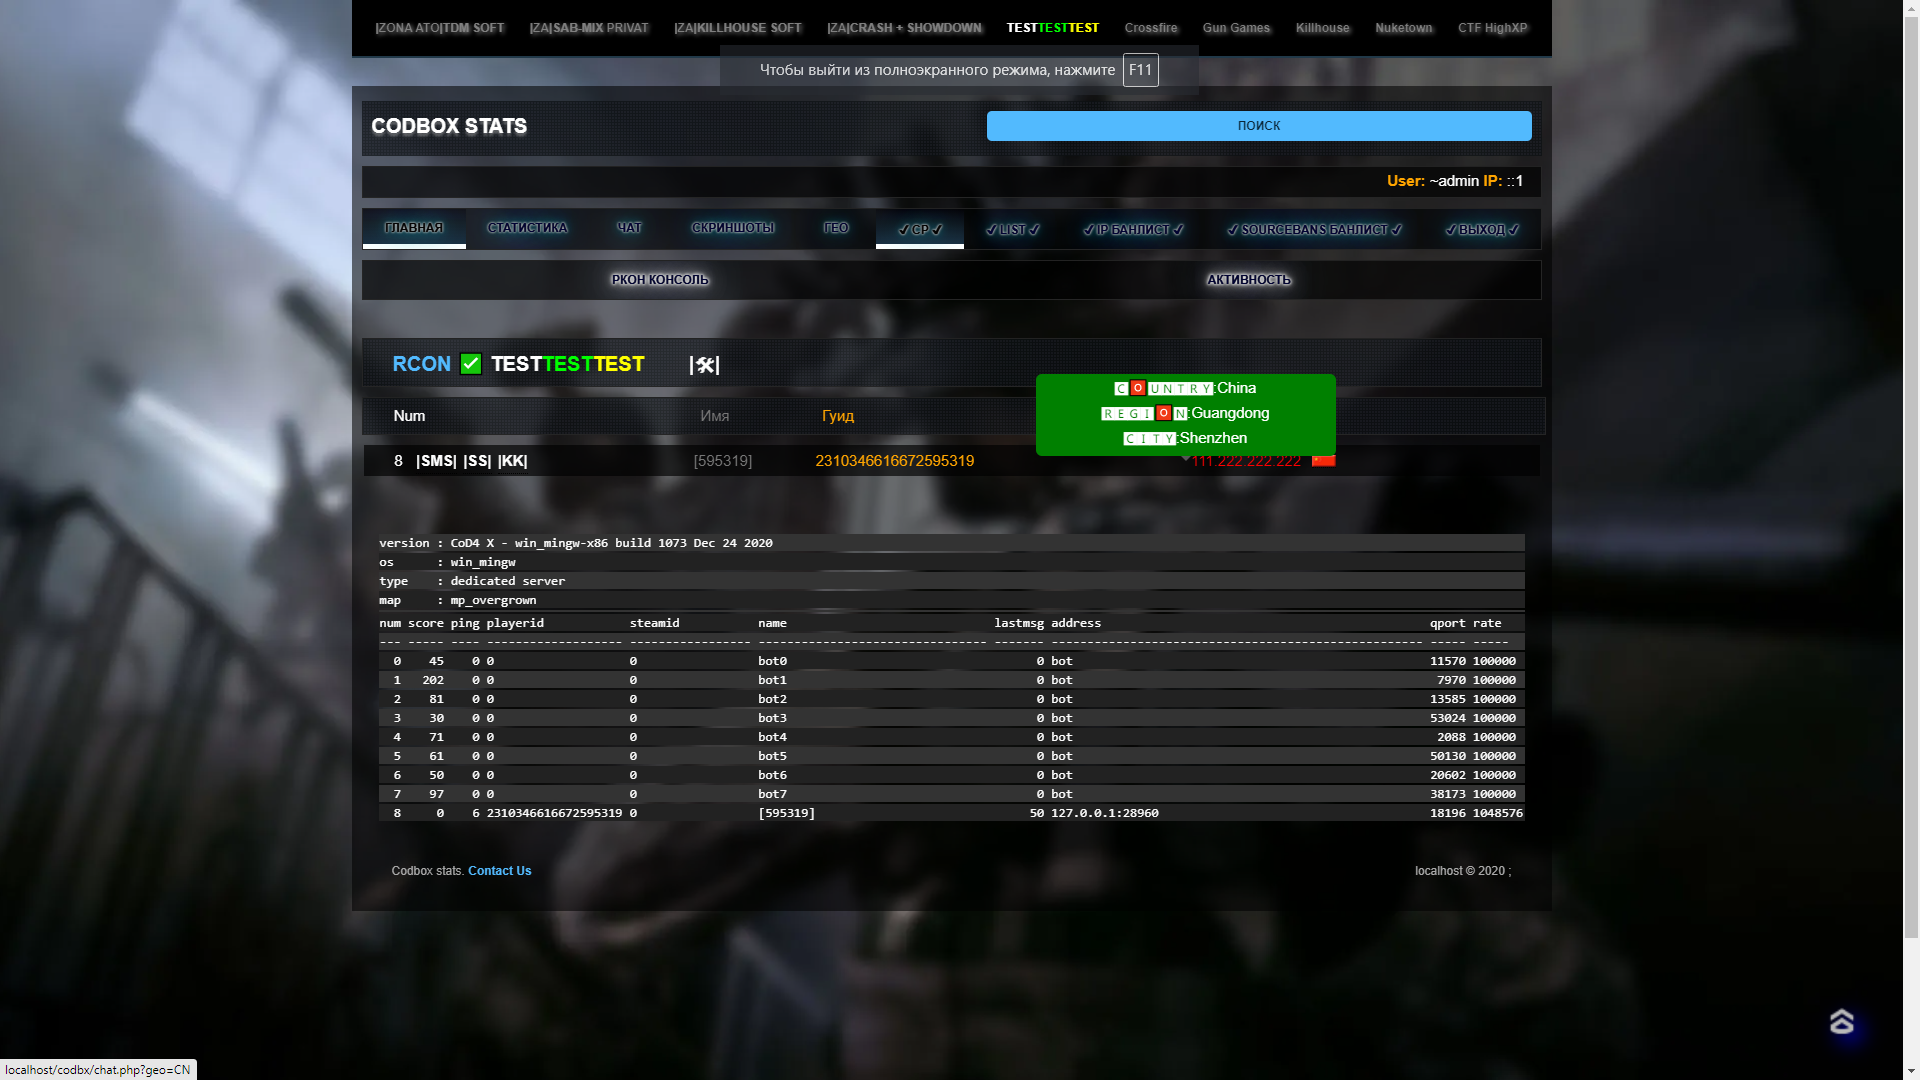 |ZONA ATO|TDM SOFT |ZA|SAB-MIX PRIVAT |ZA|KILLHOUSE SOFT |ZA|CRASH + SHOWDOWN TESTTESTTEST Crossfire Gun Games Killhouse Nuketown CTF HighXP
Чтобы выйти из полноэкранного режима, нажмите F11
CODBOX STATS ПОИСК
User: ~admin IP: ::1
ГЛАВНАЯ СТАТИСТИКА ЧАТ СКРИНШОТЫ ГЕО ✔CP✔ ✔LIST✔ ✔IP БАНЛИСТ✔ ✔SOURCEBANS БАНЛИСТ✔ ✔ВЫХОД✔
РКОН КОНСОЛЬ АКТИВНОСТЬ
RCON ✅ TESTTESTTEST |🛠|
COUNTRY:China
REGION:Guangdong
CITY:Shenzhen
Num Имя Гуид
8 |SMS| |SS| |KK| [595319] 2310346616672595319 111.222.222.222
version : CoD4 X - win_mingw-x86 build 1073 Dec 24 2020
os : win_mingw
type : dedicated server
map : mp_overgrown
num score ping playerid steamid name lastmsg address qport rate
--- ----- ---- ------------------- ----------------- -------------------------------- ------- ---------------------------------------------------- ----- -----
0 45 0 0 0 bot0 0 bot 11570 100000
1 202 0 0 0 bot1 0 bot 7970 100000
2 81 0 0 0 bot2 0 bot 13585 100000
3 30 0 0 0 bot3 0 bot 53024 100000
4 71 0 0 0 bot4 0 bot 2088 100000
5 61 0 0 0 bot5 0 bot 50130 100000
6 50 0 0 0 bot6 0 bot 20602 100000
7 97 0 0 0 bot7 0 bot 38173 100000
8 0 6 2310346616672595319 0 [595319] 50 127.0.0.1:28960 18196 1048576
Codbox stats. Contact Us localhost © 2020 ;
localhost/codbx/chat.php?geo=CN